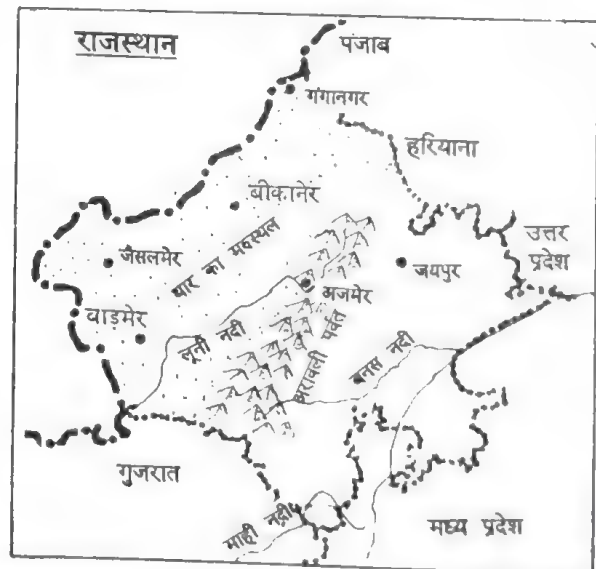 राजस्थान
पंजाब
गंगानगर
हरियाणा
बीकानेर
उत्तर
प्रदेश
जैसलमेर
थार का मरुस्थल
जयपुर
अजमेर
वाड़मेर
लूनी नदी
अरावली पर्वत
बनस नदी
गुजरात
माही नदी
मध्य प्रदेश